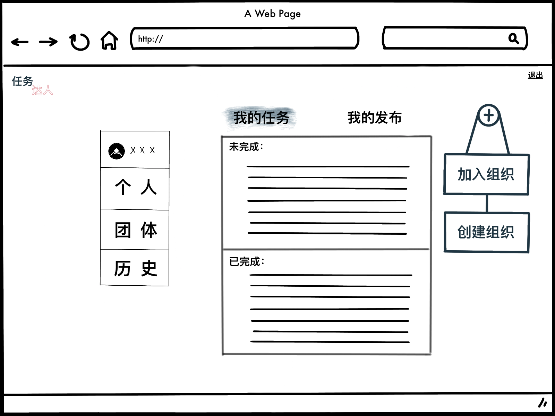 A Web Page
http://
任务
退出
我的任务
我的发布
X X X
个 人
团 体
历 史
未完成:
已完成:
加入组织
创建组织